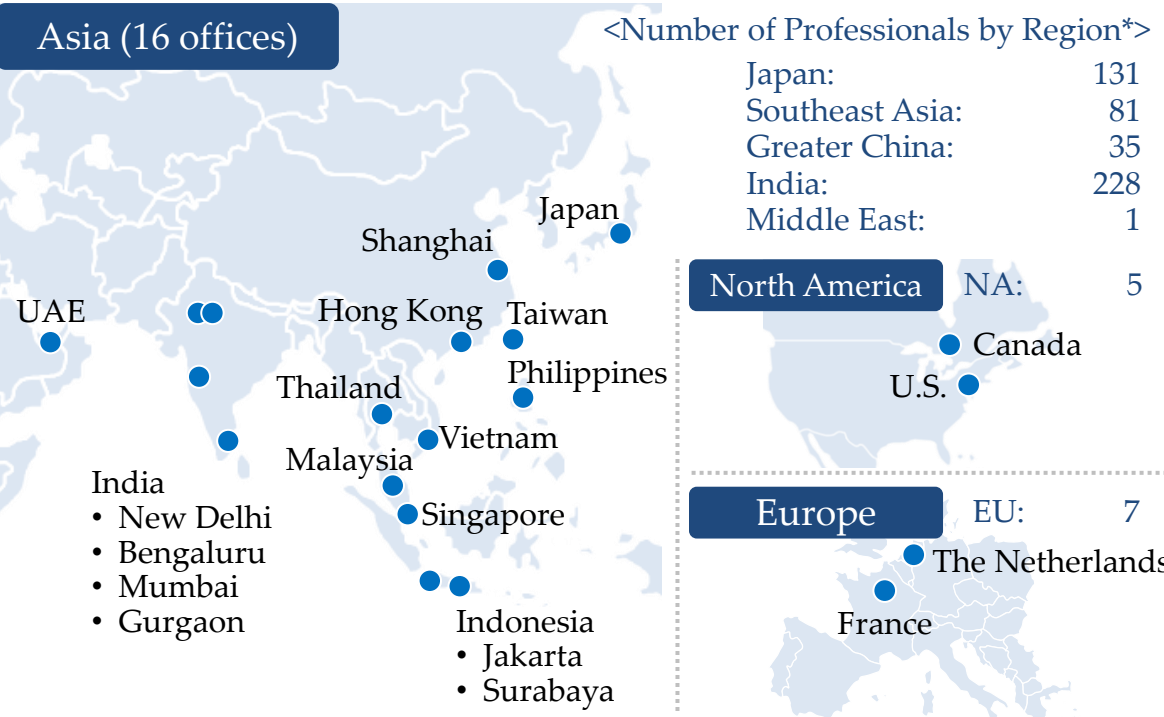 Asia (16 offices)
<Number of Professionals by Region*>
Japan: 131
Southeast Asia: 81
Greater China: 35
India: 228
Middle East: 1
Japan
Shanghai
UAE
Hong Kong
Taiwan
Philippines
Thailand
Vietnam
Malaysia
Singapore
India
• New Delhi
• Bengaluru
• Mumbai
• Gurgaon
Indonesia
• Jakarta
• Surabaya
North America NA: 5
Canada
U.S.
Europe EU: 7
The Netherlands
France